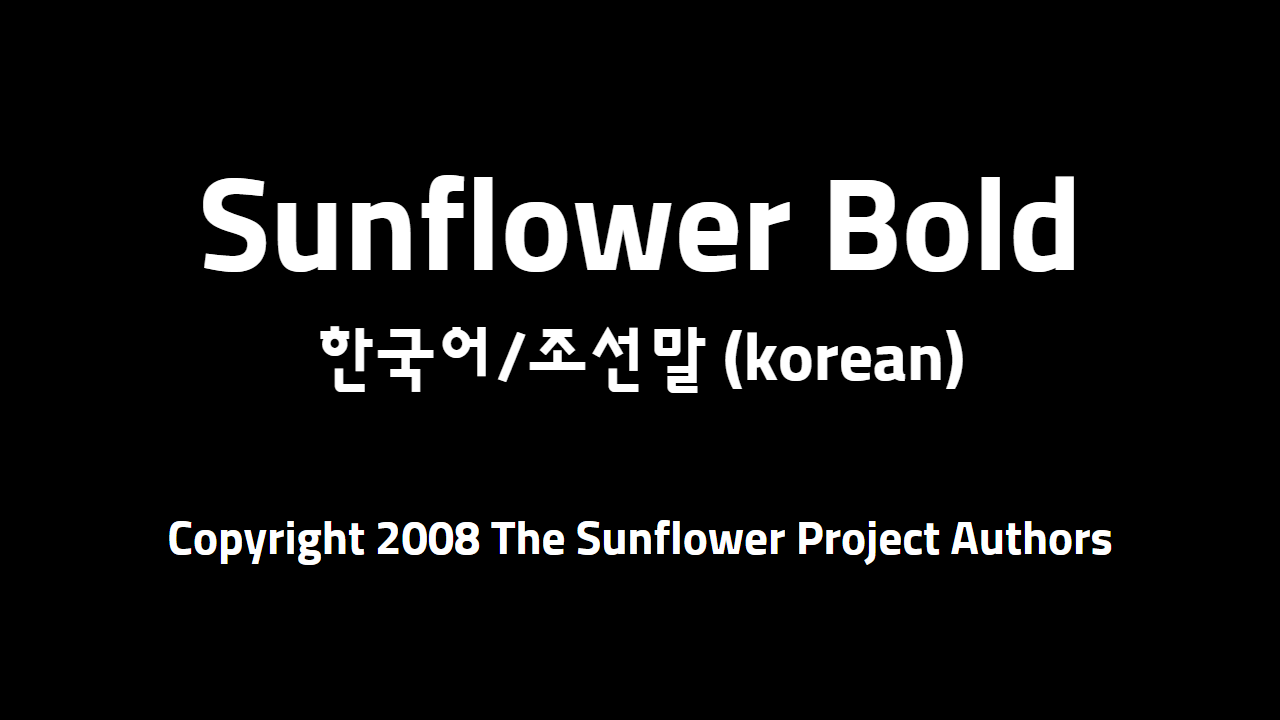 Sunflower Bold
한국어/조선말 (korean)
Copyright 2008 The Sunflower Project Authors